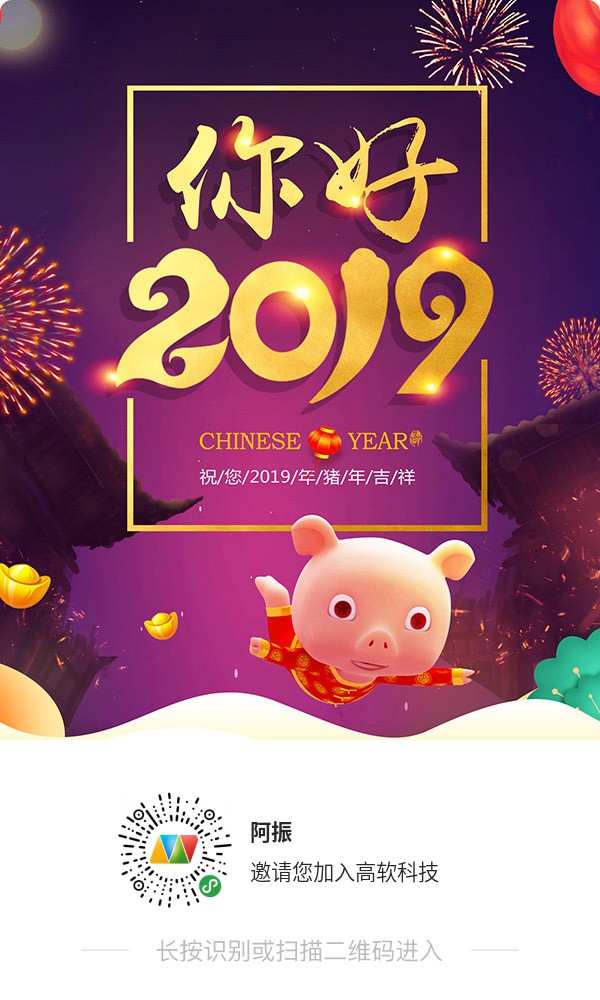 你好
2019
CHINESE YEAR
祝/您/2019/年/猪/年/吉/祥
阿振
邀请您加入高软科技
长按识别或扫描二维码进入